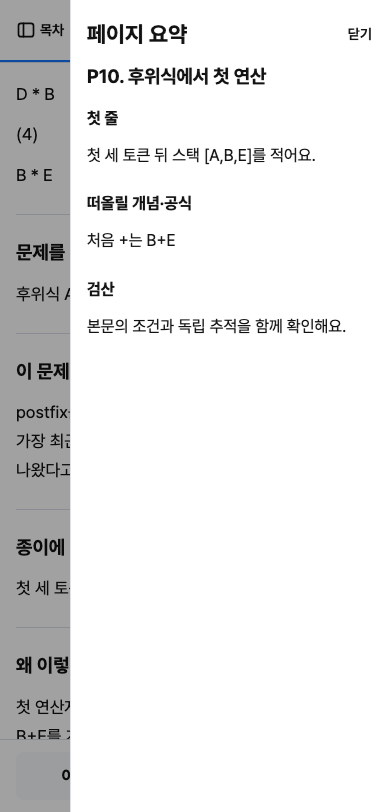 목차
페이지 요약
닫기
P10. 후위식에서 첫 연산
첫 줄
첫 세 토큰 뒤 스택 [A,B,E]를 적어요.
떠올릴 개념·공식
처음 +는 B+E
검산
본문의 조건과 독립 추적을 함께 확인해요.
D * B
(4)
B * E
문제를
후위식
이 문제
postfix
가장 최근
나왔다고
종이에
첫 세
왜 이렇
첫 연산
B+E를